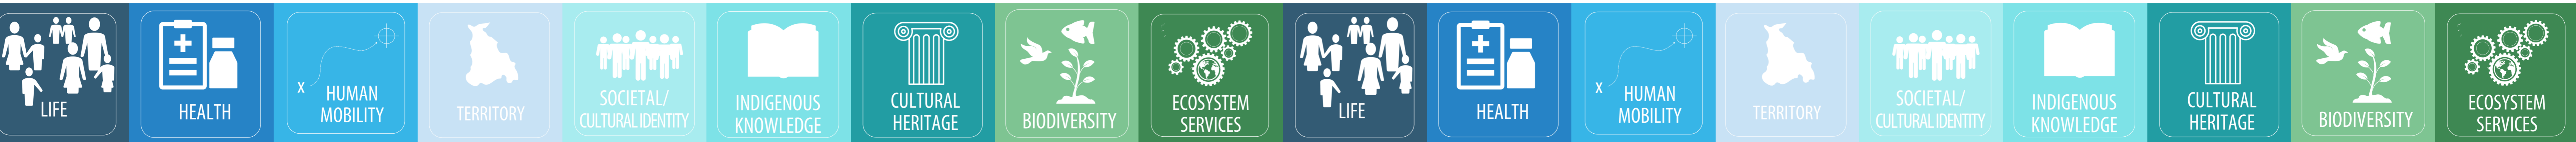 LIFE
HEALTH
X
HUMAN
MOBILITY
TERRITORY
SOCIETAL/
CULTURAL IDENTITY
INDIGENOUS
KNOWLEDGE
CULTURAL
HERITAGE
BIODIVERSITY
ECOSYSTEM
SERVICES
LIFE
HEALTH
X
HUMAN
MOBILITY
TERRITORY
SOCIETAL/
CULTURAL IDENTITY
INDIGENOUS
KNOWLEDGE
CULTURAL
HERITAGE
BIODIVERSITY
ECOSYSTEM
SERVICES